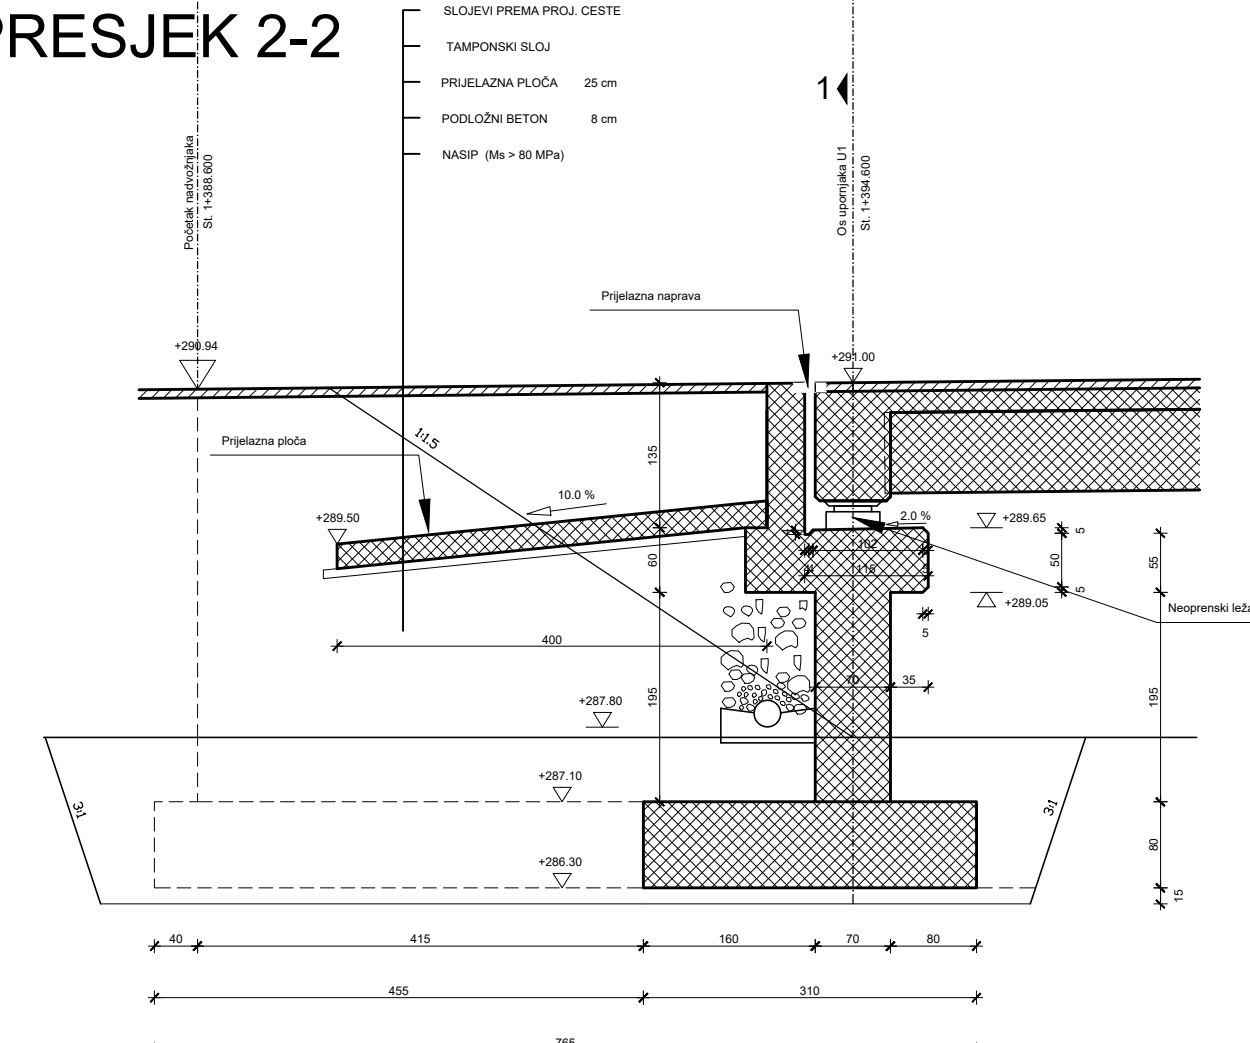 PRESJEK 2-2
SLOJEVI PREMA PROJ. CESTE
TAMPONSKI SLOJ
PRIJELAZNA PLOČA 25 cm
PODLOŽNI BETON 8 cm
NASIP (Ms > 80 MPa)
1
Početak nadvožnjaka
St. 1+388.600
Os upornjaka U1
St. 1+394.600
Prijelazna naprava
+290.94
+291.00
1:1.5
Prijelazna ploča
135
10.0 %
+289.50
2.0 %
+289.65
5
102
60
115
50
55
5
+289.05
Neoprenski leža
5
400
70
35
+287.80
195
195
+287.10
3:1
3:1
80
+286.30
15
40
415
160
70
80
455
310
765